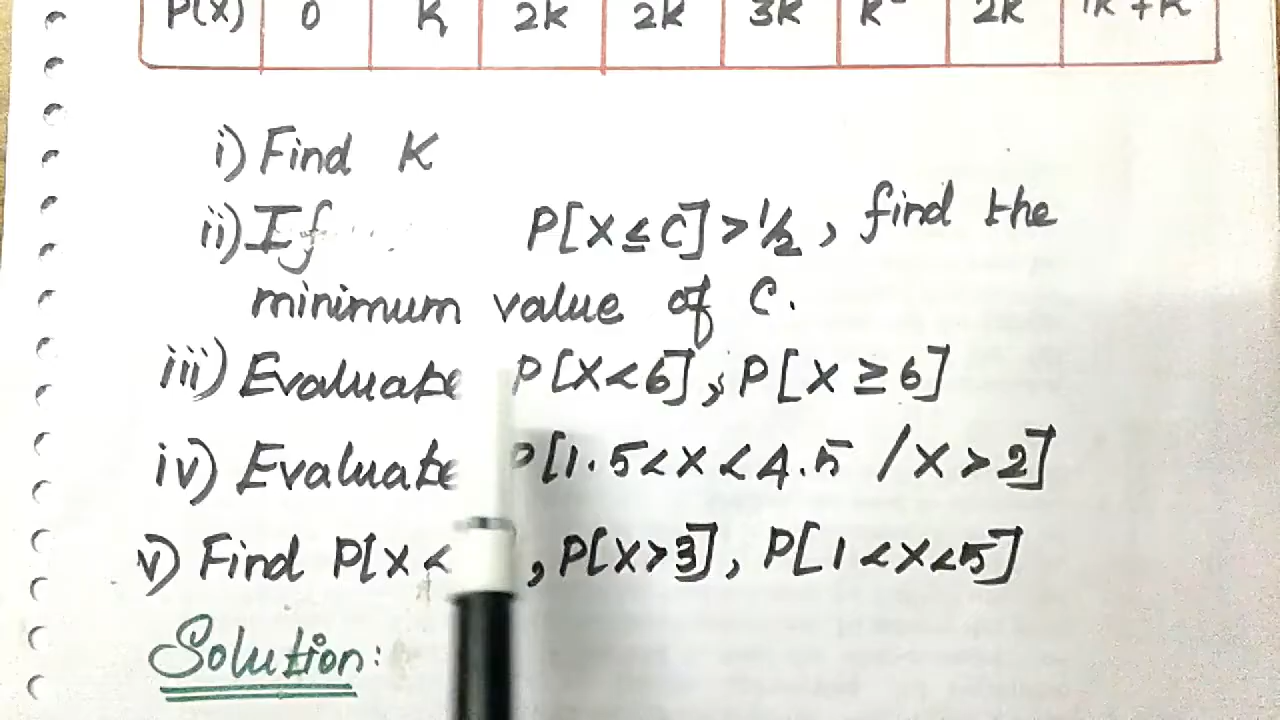 P(X) 0 K 2K 2K 3K K² 2K
i) Find K
ii) If P[X ≤ C] > 1/2, find the
minimum value of C.
iii) Evaluate P[X < 6], P[X ≥ 6]
iv) Evaluate P[1.5 < X < 4.5 / X > 2]
v) Find P[X < , P[X > 3], P[1 < X < 5]
Solution: